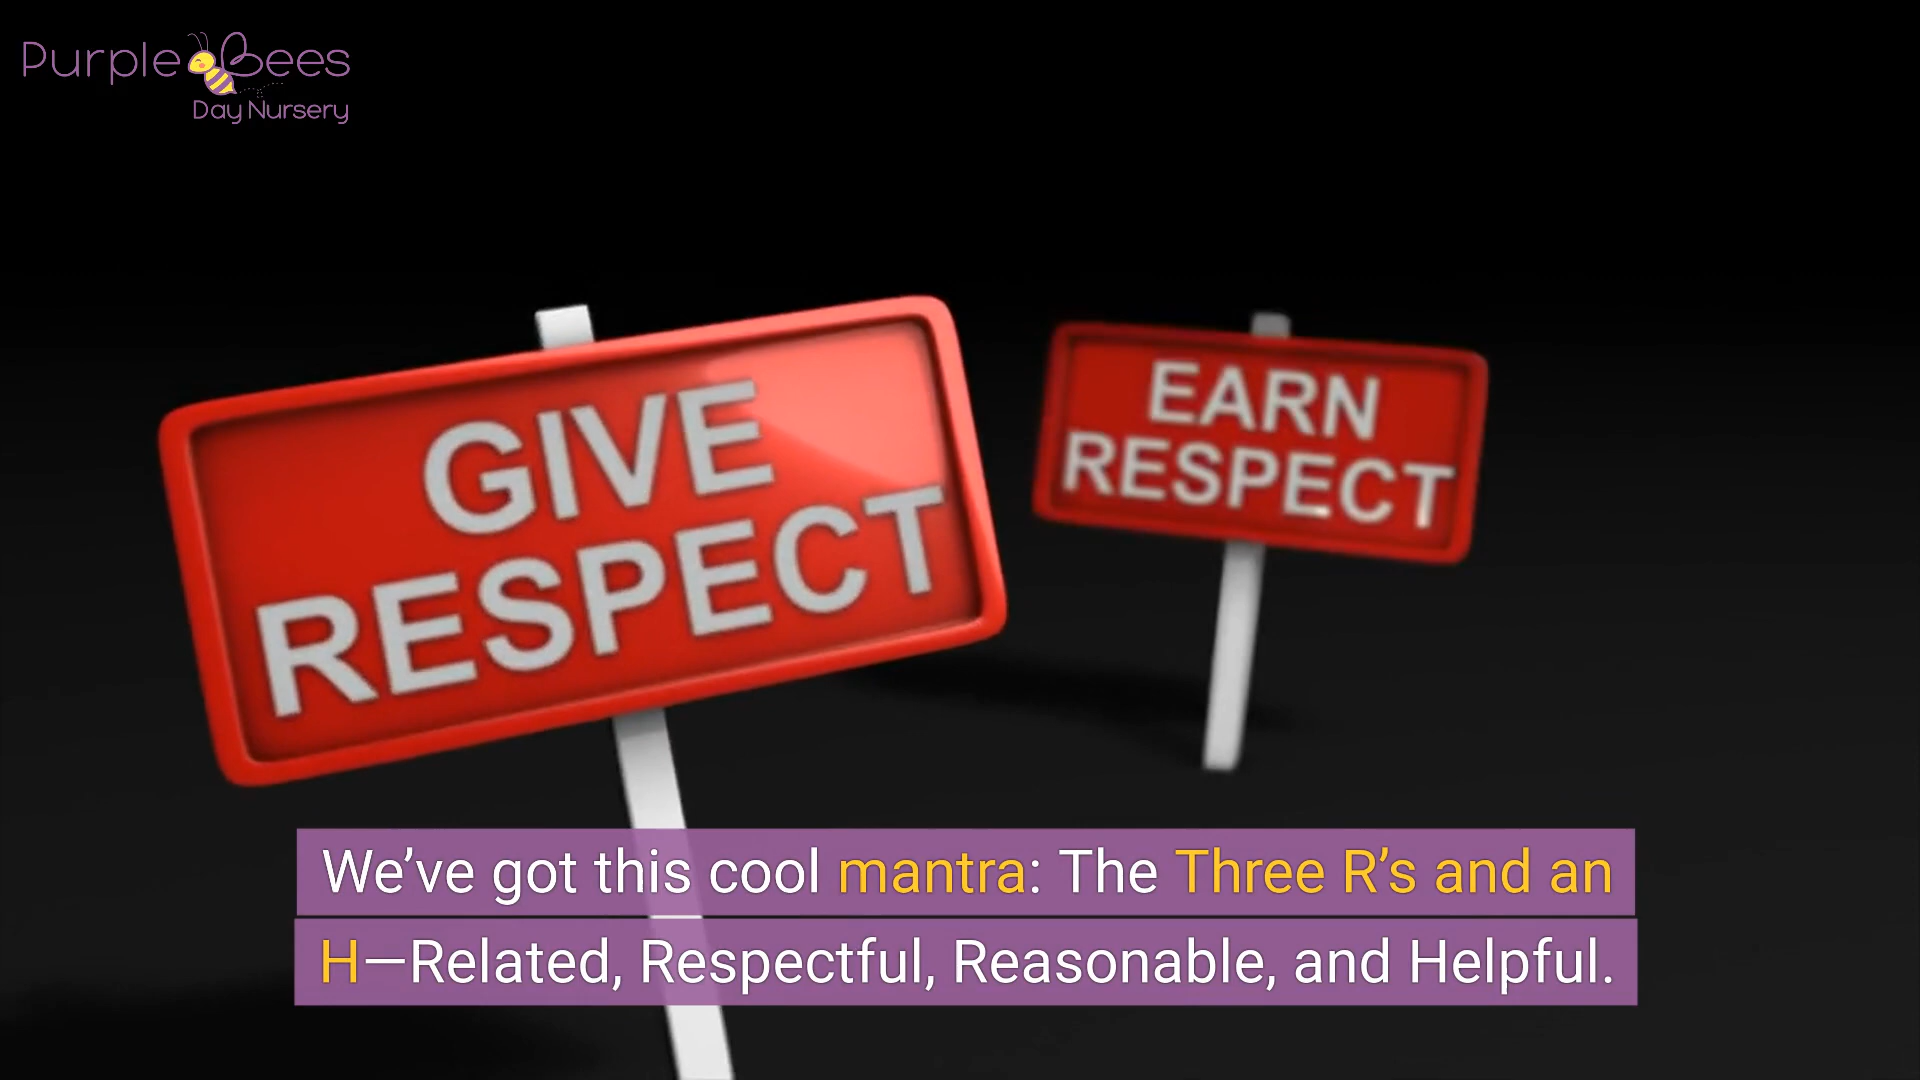 Purple Bees
Day Nursery
GIVE
RESPECT
EARN
RESPECT
We’ve got this cool mantra: The Three R’s and an
H—Related, Respectful, Reasonable, and Helpful.